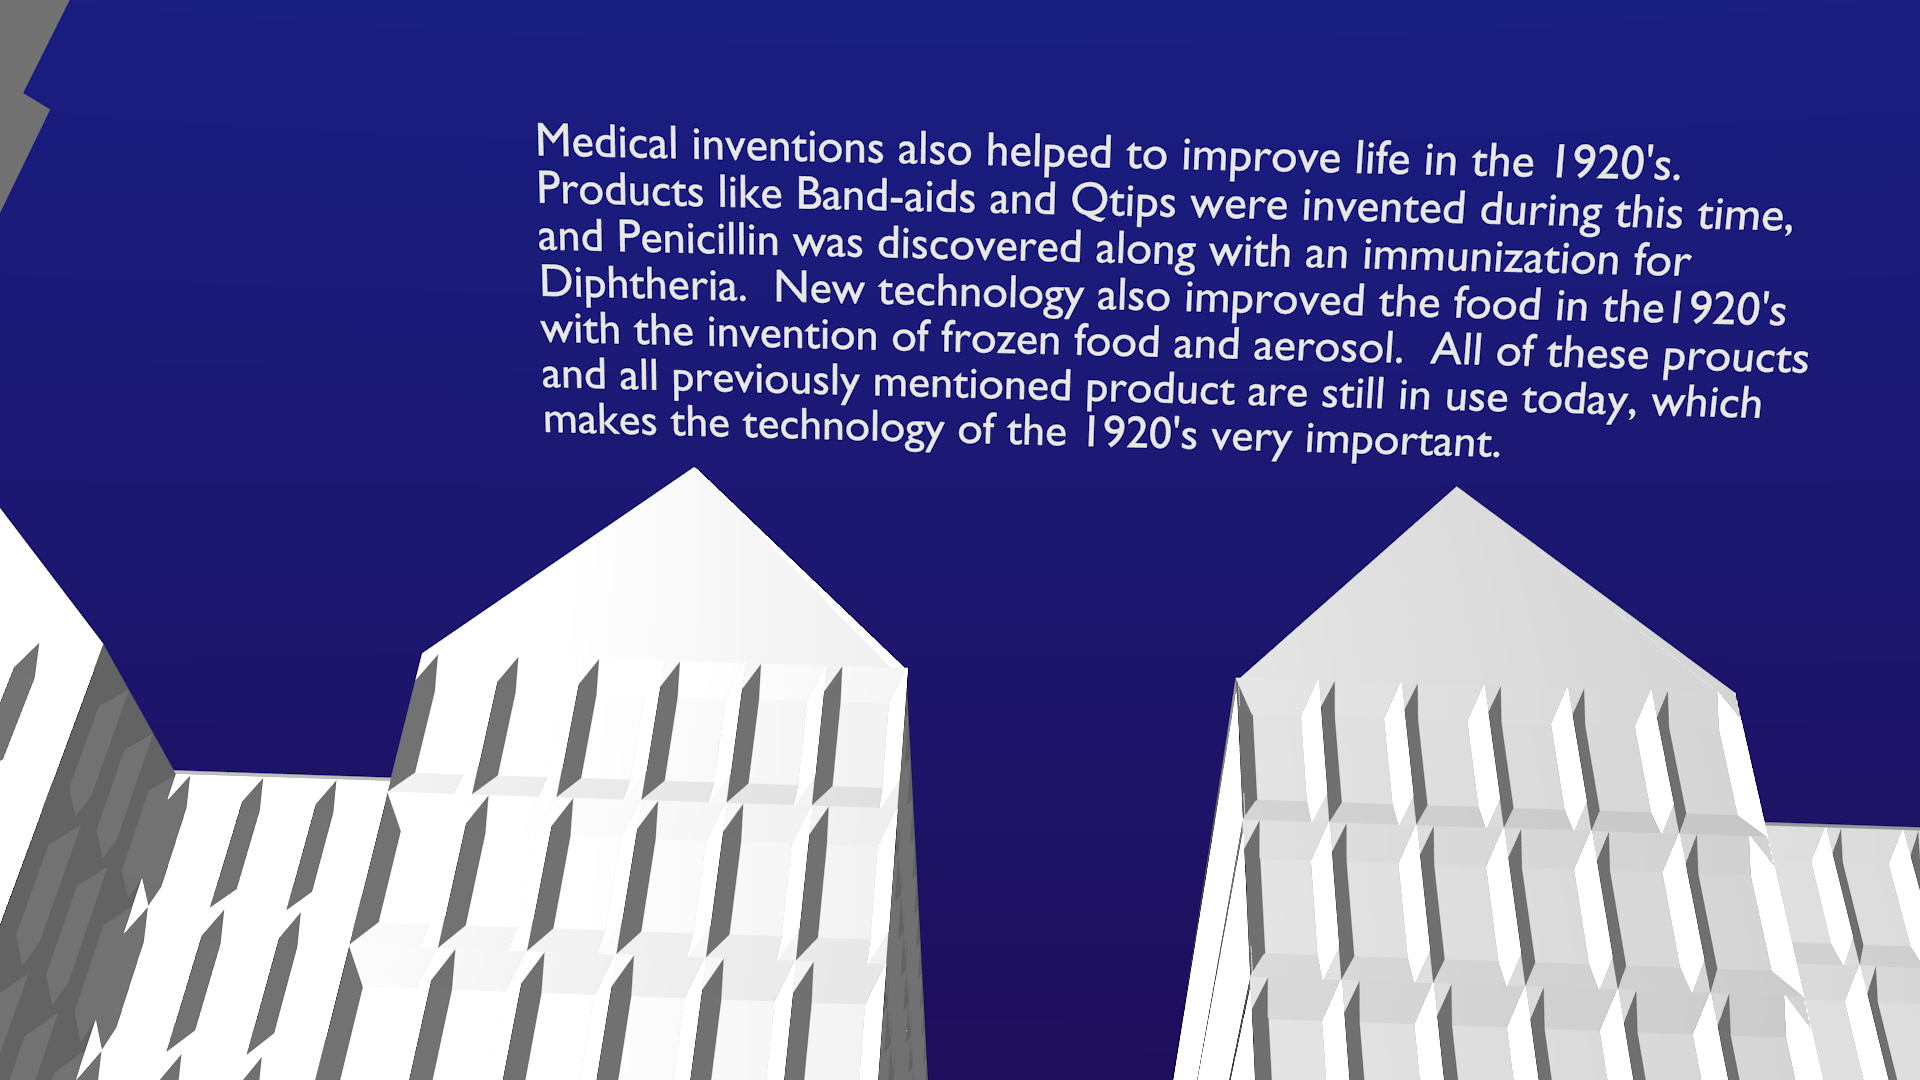 Medical inventions also helped to improve life in the 1920's.
Products like Band-aids and Qtips were invented during this time,
and Penicillin was discovered along with an immunization for
Diphtheria.  New technology also improved the food in the1920's
with the invention of frozen food and aerosol.  All of these proucts
and all previously mentioned product are still in use today, which
makes the technology of the 1920's very important.